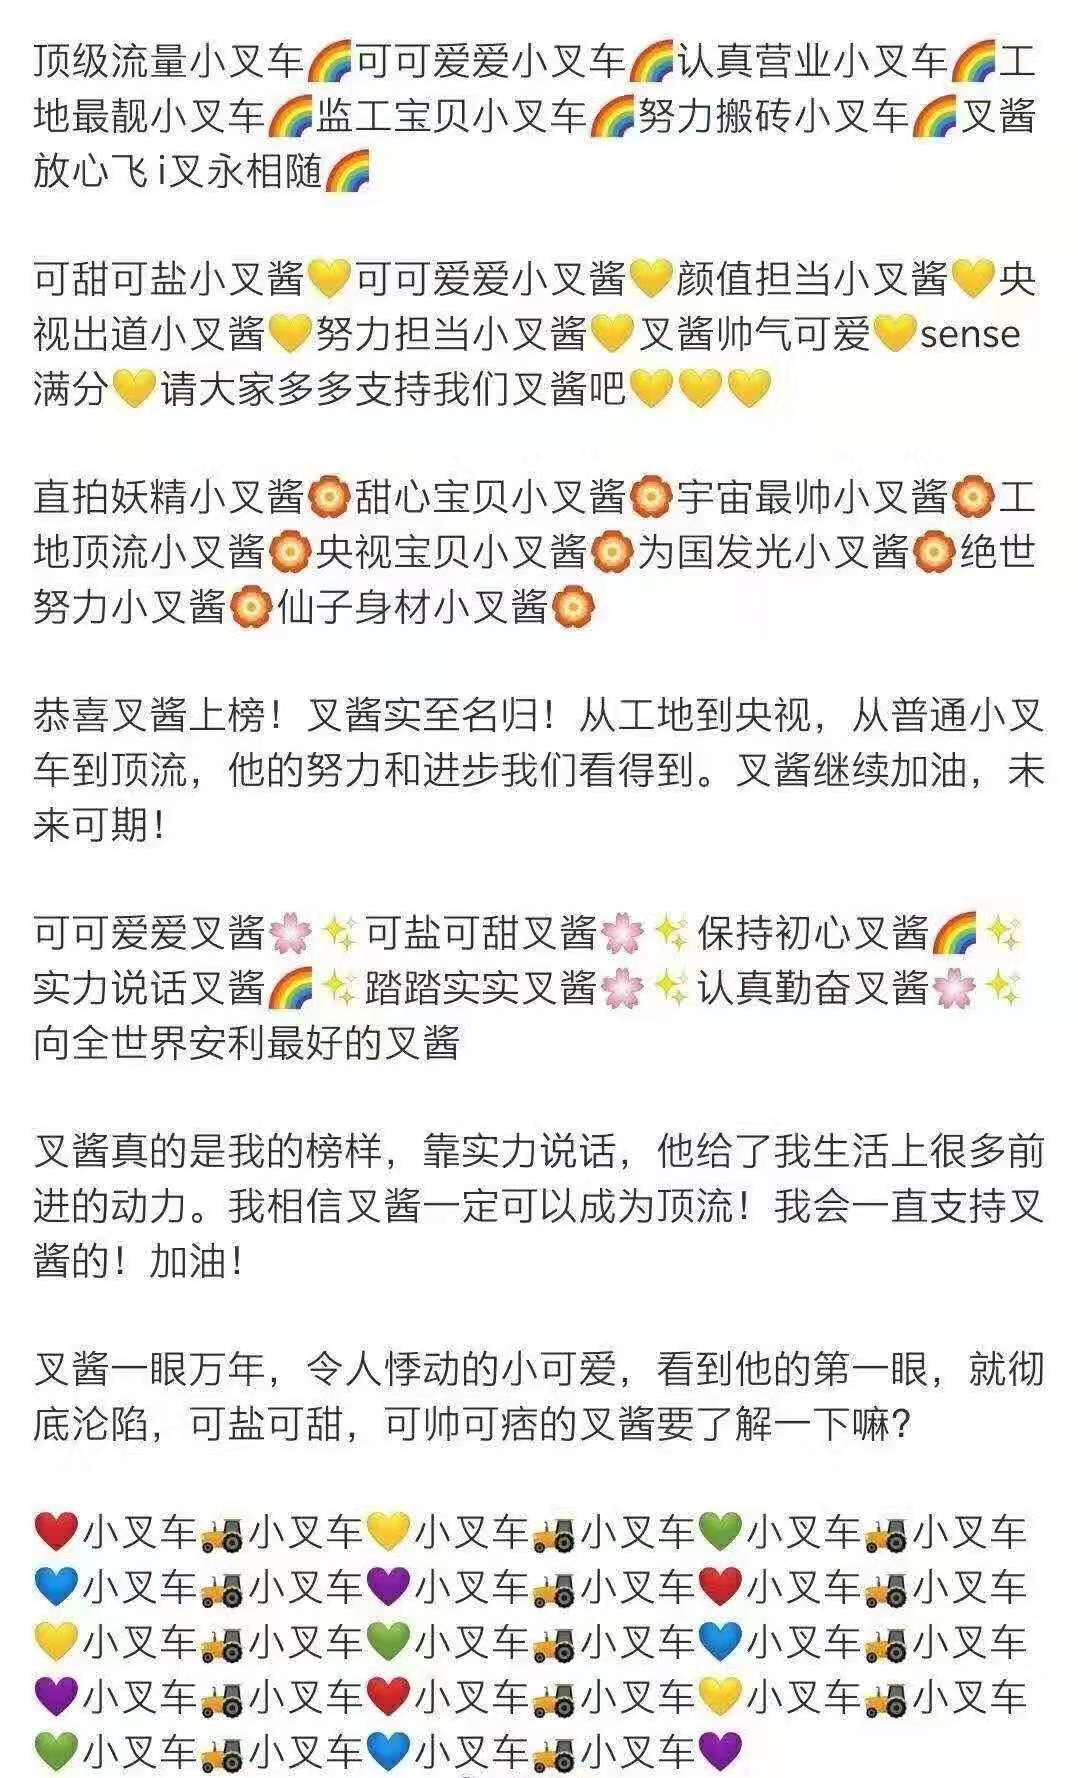 顶级流量小叉车🌈可可爱爱小叉车🌈认真营业小叉车🌈工
地最靓小叉车🌈监工宝贝小叉车🌈努力搬砖小叉车🌈叉酱
放心飞 i叉永相随🌈
可甜可盐小叉酱💛可可爱爱小叉酱💛颜值担当小叉酱💛央
视出道小叉酱💛努力担当小叉酱💛叉酱帅气可爱💛sense
满分💛请大家多多支持我们叉酱吧💛💛💛
直拍妖精小叉酱🏵️甜心宝贝小叉酱🏵️宇宙最帅小叉酱🏵️工
地顶流小叉酱🏵️央视宝贝小叉酱🏵️为国发光小叉酱🏵️绝世
努力小叉酱🏵️仙子身材小叉酱🏵️
恭喜叉酱上榜！叉酱实至名归！从工地到央视，从普通小叉
车到顶流，他的努力和进步我们看得到。叉酱继续加油，未
来可期！
可可爱爱叉酱🌸✨可盐可甜叉酱🌸✨保持初心叉酱🌈✨
实力说话叉酱🌈✨踏踏实实叉酱🌸✨认真勤奋叉酱🌸✨
向全世界安利最好的叉酱
叉酱真的是我的榜样，靠实力说话，他给了我生活上很多前
进的动力。我相信叉酱一定可以成为顶流！我会一直支持叉
酱的！加油！
叉酱一眼万年，令人悸动的小可爱，看到他的第一眼，就彻
底沦陷，可盐可甜，可帅可痞的叉酱要了解一下嘛？
❤️小叉车🚜小叉车💛小叉车🚜小叉车💚小叉车🚜小叉车
💙小叉车🚜小叉车💜小叉车🚜小叉车❤️小叉车🚜小叉车
💛小叉车🚜小叉车💚小叉车🚜小叉车💙小叉车🚜小叉车
💜小叉车🚜小叉车❤️小叉车🚜小叉车💛小叉车🚜小叉车
💚小叉车🚜小叉车💙小叉车🚜小叉车💜